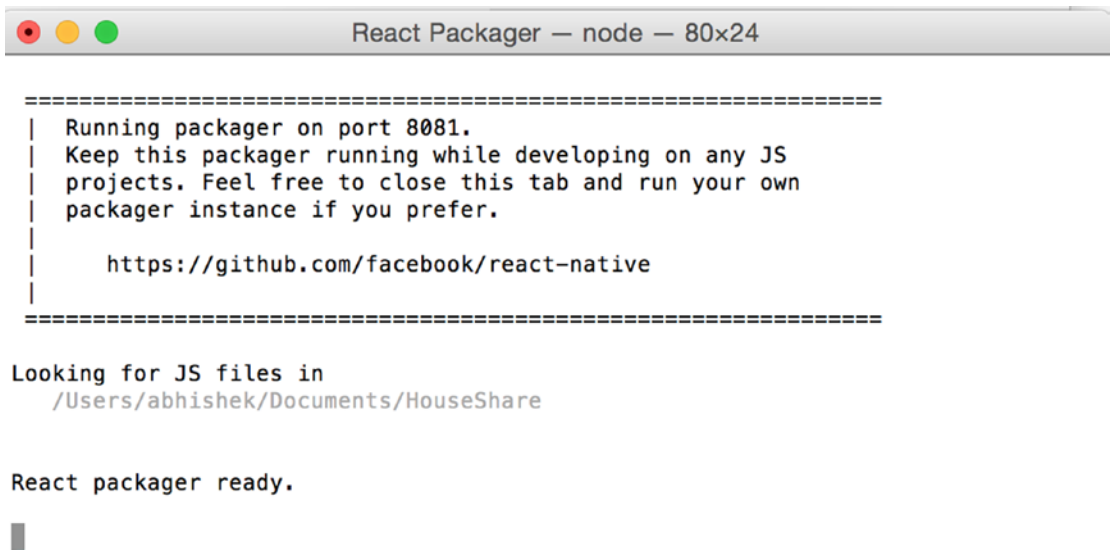 React Packager — node — 80×24
===============================================================
| Running packager on port 8081.
| Keep this packager running while developing on any JS
| projects. Feel free to close this tab and run your own
| packager instance if you prefer.
|
| https://github.com/facebook/react-native
|
===============================================================
Looking for JS files in
/Users/abhishek/Documents/HouseShare
React packager ready.